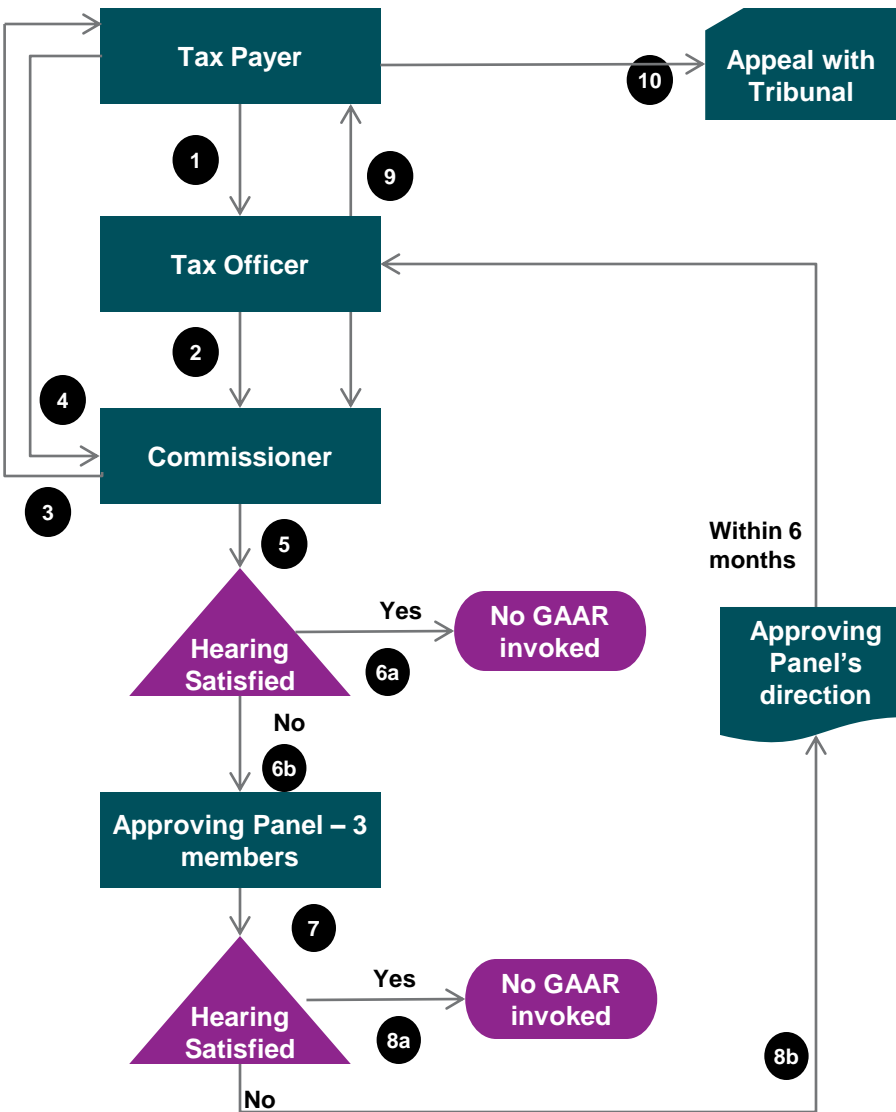 Tax Payer
10
Appeal with
Tribunal
1
9
Tax Officer
2
4
Commissioner
3
5
Within 6
months
Yes
No GAAR
invoked
Hearing
Satisfied
6a
Approving
Panel’s
direction
No
6b
Approving Panel – 3
members
7
Yes
No GAAR
invoked
Hearing
Satisfied
8a
8b
No